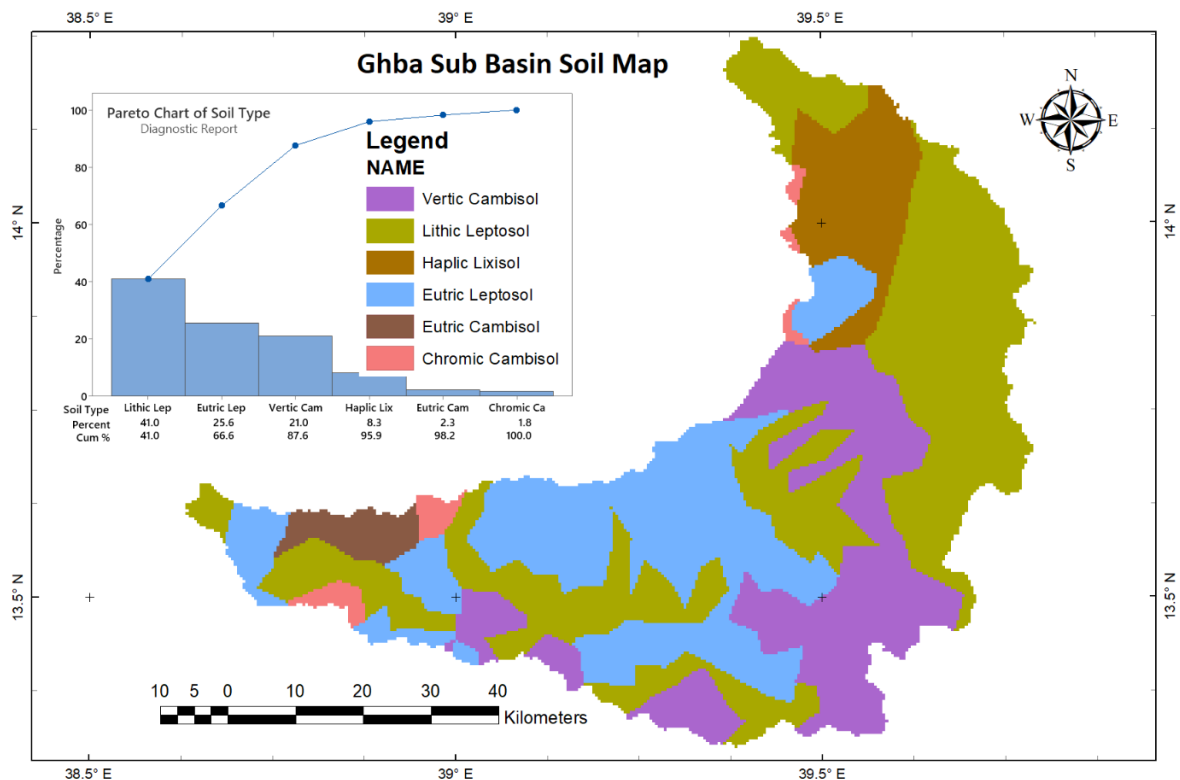 38.5° E 39° E 39.5° E
Ghba Sub Basin Soil Map
Pareto Chart of Soil Type
Diagnostic Report
100
80
60
40
20
0
Percentage
Soil Type Lithic Lep Eutric Lep Vertic Cam Haplic Lix Eutric Cam Chromic Ca
Percent 41.0 25.6 21.0 8.3 2.3 1.8
Cum % 41.0 66.6 87.6 95.9 98.2 100.0
Legend
NAME
Vertic Cambisol
Lithic Leptosol
Haplic Lixisol
Eutric Leptosol
Eutric Cambisol
Chromic Cambisol
N
W E
S
14° N 14° N
13.5° N 13.5° N
10 5 0 10 20 30 40
Kilometers
38.5° E 39° E 39.5° E